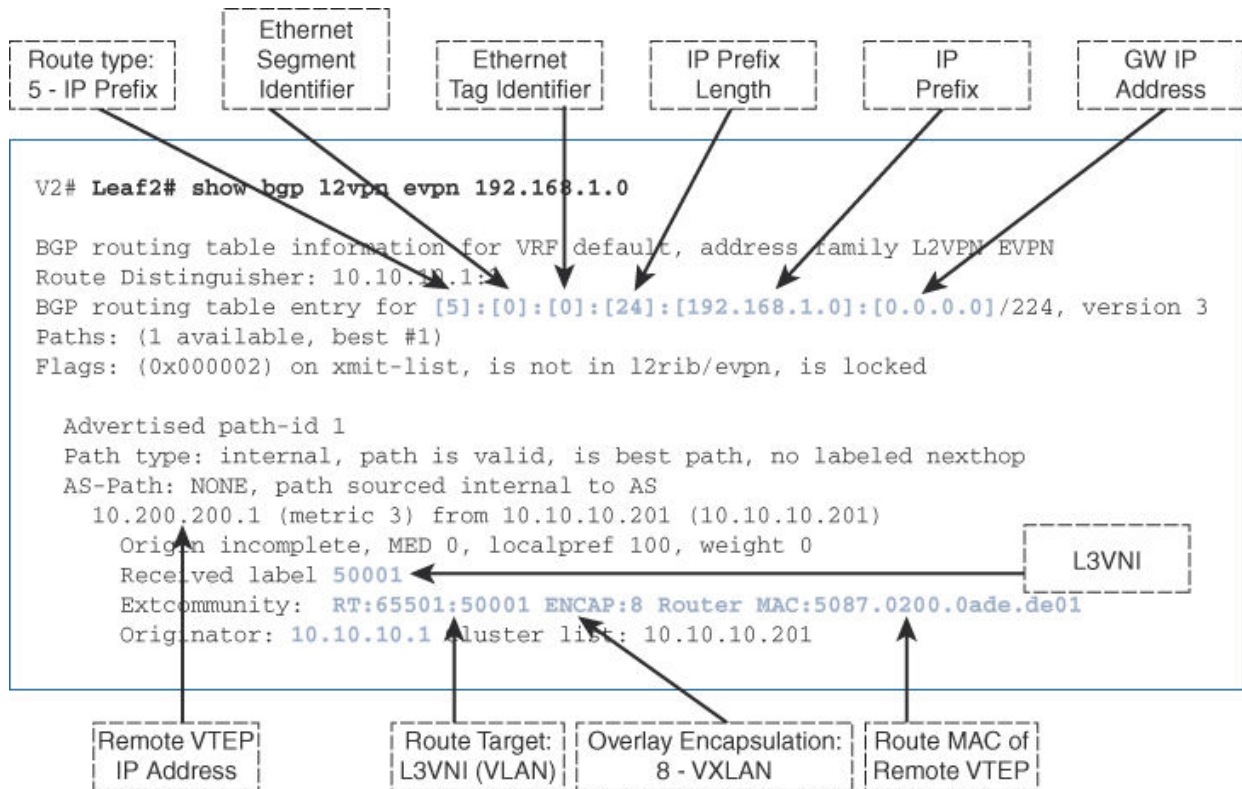 Route type:
5 - IP Prefix
Ethernet
Segment
Identifier
Ethernet
Tag Identifier
IP Prefix
Length
IP
Prefix
GW IP
Address
V2# Leaf2# show bgp l2vpn evpn 192.168.1.0
BGP routing table information for VRF default, address family L2VPN EVPN
Route Distinguisher: 10.10.10.1:
BGP routing table entry for [5]:[0]:[0]:[24]:[192.168.1.0]:[0.0.0.0]/224, version 3
Paths: (1 available, best #1)
Flags: (0x000002) on xmit-list, is not in l2rib/evpn, is locked
Advertised path-id 1
Path type: internal, path is valid, is best path, no labeled nexthop
AS-Path: NONE, path sourced internal to AS
10.200.200.1 (metric 3) from 10.10.10.201 (10.10.10.201)
Origin incomplete, MED 0, localpref 100, weight 0
Received label 50001
L3VNI
Extcommunity: RT:65501:50001 ENCAP:8 Router MAC:5087.0200.0ade.de01
Originator: 10.10.10.1 Cluster list: 10.10.10.201
Remote VTEP
IP Address
Route Target:
L3VNI (VLAN)
Overlay Encapsulation:
8 - VXLAN
Route MAC of
Remote VTEP